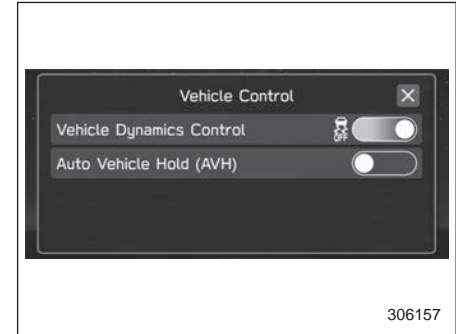 Vehicle Control
Vehicle Dynamics Control OFF
Auto Vehicle Hold (AVH)
306157